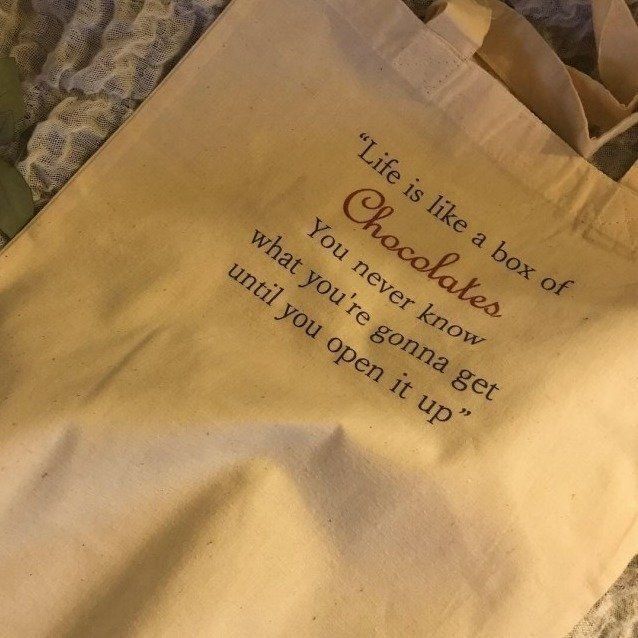 “Life is like a box of
Chocolates
You never know
what you're gonna get
until you open it up”